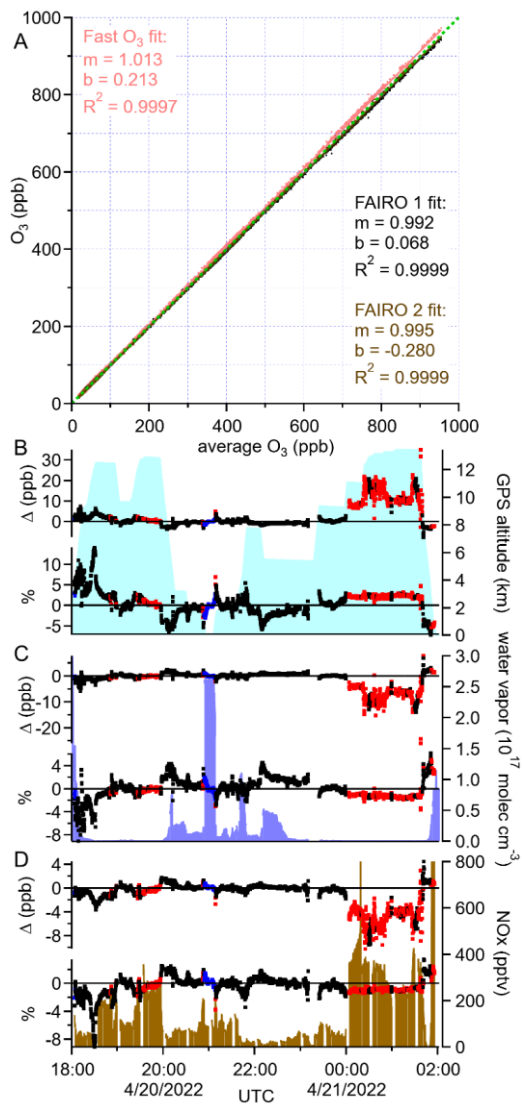 A
1000
800
600
400
200
0
O3 (ppb)
Fast O3 fit:
m = 1.013
b = 0.213
R2 = 0.9997
FAIRO 1 fit:
m = 0.992
b = 0.068
R2 = 0.9999
FAIRO 2 fit:
m = 0.995
b = -0.280
R2 = 0.9999
0 200 400 600 800 1000
average O3 (ppb)
B
30
20
10
0
Δ (ppb)
10
5
0
-5
%
12
10
8
6
4
2
0
GPS altitude (km)
C
0
-10
-20
Δ (ppb)
4
0
-4
-8
%
3.0
2.5
2.0
1.5
1.0
0.5
0.0
water vapor (10^17 molec cm^-3)
D
4
0
-4
-8
Δ (ppb)
4
0
-4
-8
%
800
600
400
200
0
NOx (pptv)
18:00 20:00 22:00 00:00 02:00
4/20/2022 4/21/2022
UTC